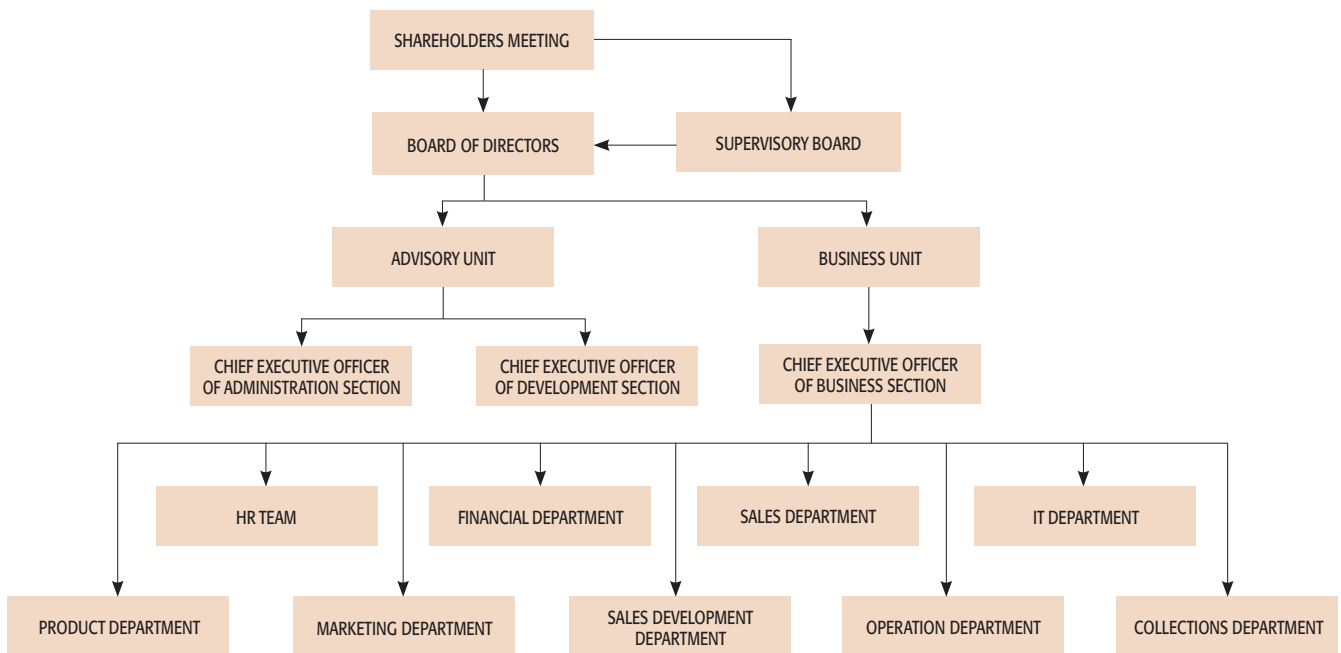 SHAREHOLDERS MEETING
BOARD OF DIRECTORS
SUPERVISORY BOARD
ADVISORY UNIT
BUSINESS UNIT
CHIEF EXECUTIVE OFFICER
OF ADMINISTRATION SECTION
CHIEF EXECUTIVE OFFICER
OF DEVELOPMENT SECTION
CHIEF EXECUTIVE OFFICER
OF BUSINESS SECTION
HR TEAM
FINANCIAL DEPARTMENT
SALES DEPARTMENT
IT DEPARTMENT
PRODUCT DEPARTMENT
MARKETING DEPARTMENT
SALES DEVELOPMENT
DEPARTMENT
OPERATION DEPARTMENT
COLLECTIONS DEPARTMENT